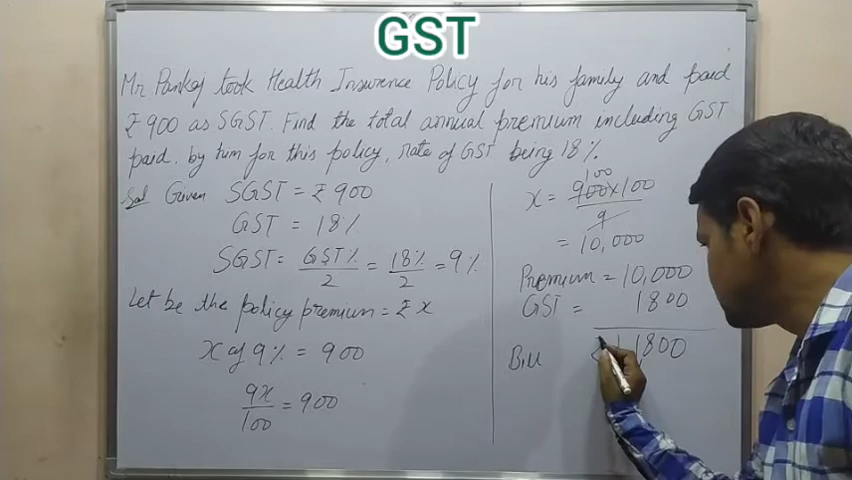 GST
Mr Pankaj took Health Insurence Policy for his family and paid
₹ 900 as SGST. Find the total annual premium including GST
paid. by him for this policy, rate of GST being 18%.
Sol Given SGST = ₹ 900
GST = 18%
SGST = GST%/2 = 18%/2 = 9%
Let be the policy premium = ₹ x
x of 9% = 900
9x/100 = 900
100
x = 900×100/9
= 10,000
Premium = 10,000
GST = 1800
Bill 11,800